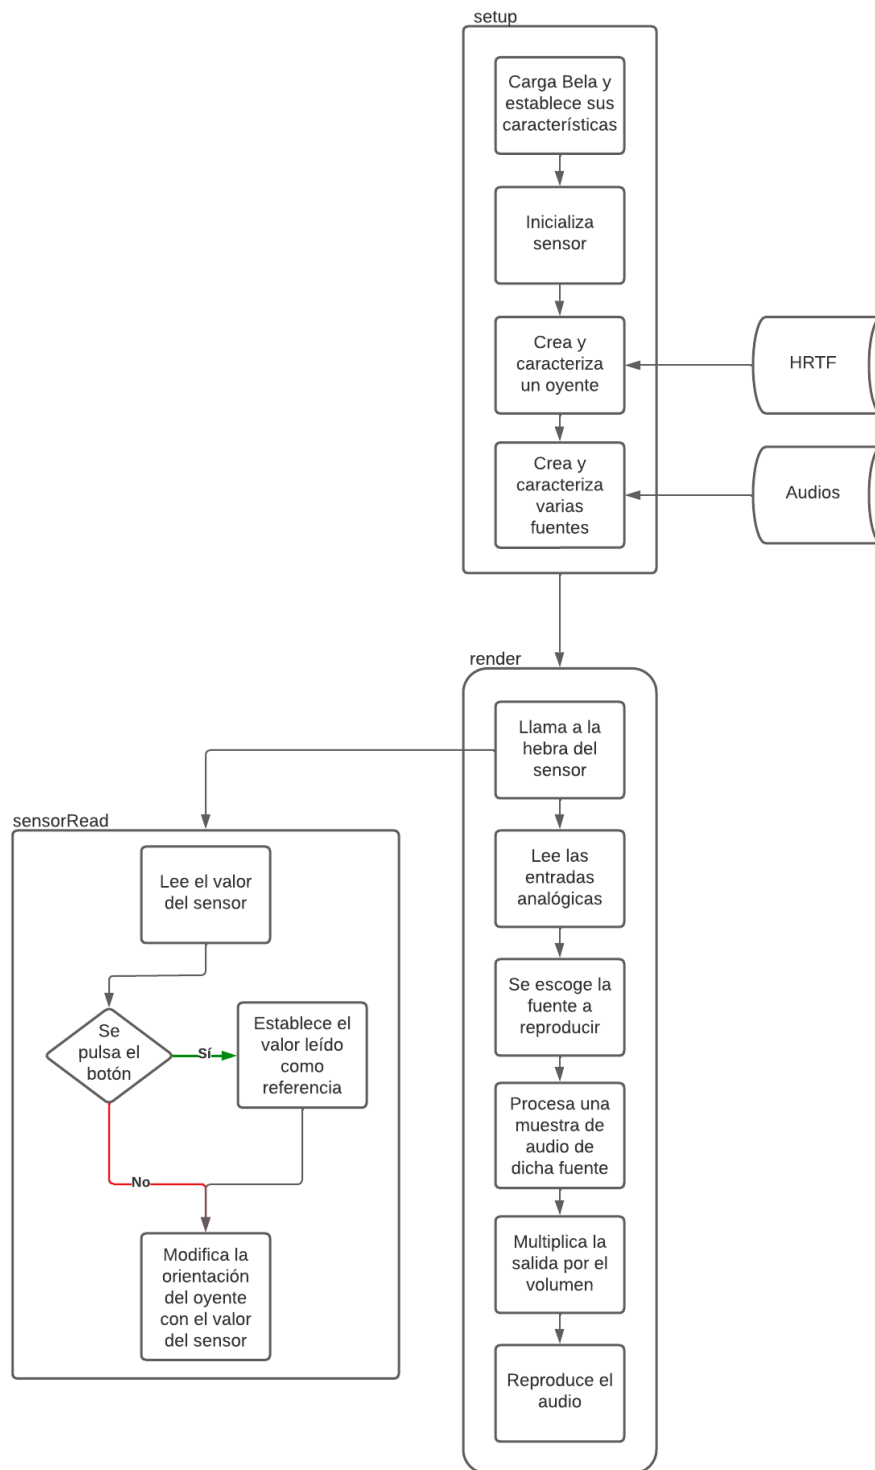 setup
Carga Bela y
establece sus
características
Inicializa
sensor
Crea y
caracteriza
un oyente
HRTF
Crea y
caracteriza
varias
fuentes
Audios
render
Llama a la
hebra del
sensor
Lee las
entradas
analógicas
Se escoge la
fuente a
reproducir
Procesa una
muestra de
audio de
dicha fuente
Multiplica la
salida por el
volumen
Reproduce el
audio
sensorRead
Lee el valor
del sensor
Se
pulsa el
botón
Sí
Establece el
valor leído
como
referencia
No
Modifica la
orientación
del oyente
con el valor
del sensor